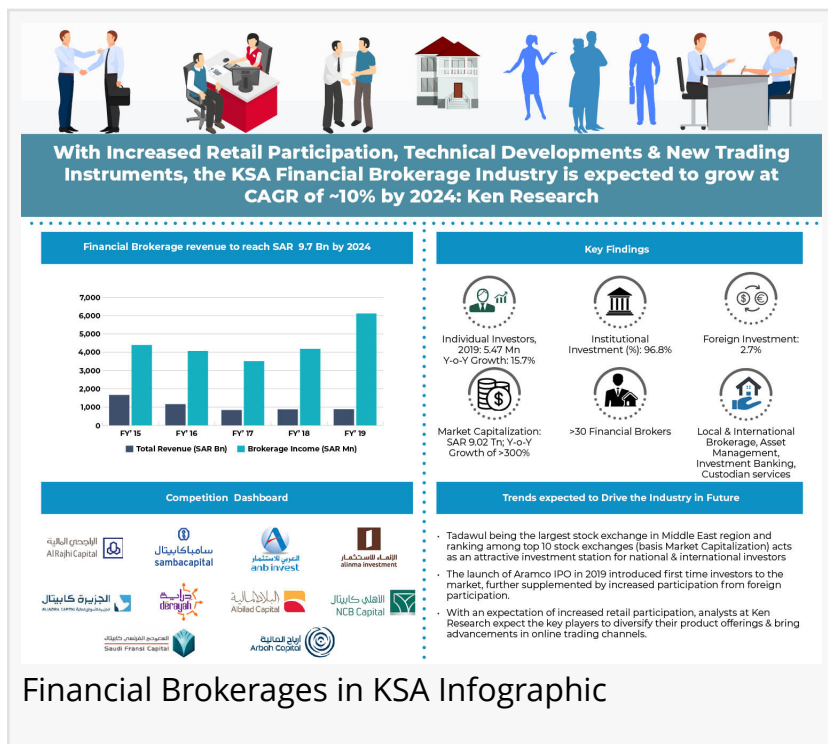 With Increased Retail Participation, Technical Developments & New Trading
Instruments, the KSA Financial Brokerage Industry is expected to grow at
CAGR of ~10% by 2024: Ken Research
Financial Brokerage revenue to reach SAR 9.7 Bn by 2024
7,000
6,000
5,000
4,000
3,000
2,000
1,000
0
FY' 15
FY' 16
FY' 17
FY' 18
FY' 19
Total Revenue (SAR Bn)
Brokerage Income (SAR Mn)
Key Findings
Individual Investors,
2019: 5.47 Mn
Y-o-Y Growth: 15.7%
Institutional
Investment (%): 96.8%
Foreign Investment:
2.7%
Market Capitalization:
SAR 9.02 Tn; Y-o-Y
Growth of >300%
>30 Financial Brokers
Local & International
Brokerage, Asset
Management,
Investment Banking,
Custodian services
Competition Dashboard
الراجحي المالية
AlRajhi Capital
سامبا كابيتال
sambacapital
العربي للاستثمار
anb invest
الإنماء للاستثمار
alinma investment
الجزيرة كابيتال
ALJAZIRA CAPITAL
دراية
derayah
البلاد المالية
Albilad Capital
الأهلي كابيتال
NCB Capital
السعودي الفرنسي كابيتال
Saudi Fransi Capital
أرباح المالية
Arbah Capital
Trends expected to Drive the Industry in Future
• Tadawul being the largest stock exchange in Middle East region and
ranking among top 10 stock exchanges (basis Market Capitalization) acts
as an attractive investment station for national & international investors
• The launch of Aramco IPO in 2019 introduced first time investors to the
market, further supplemented by increased participation from foreign
participation.
• With an expectation of increased retail participation, analysts at Ken
Research expect the key players to diversify their product offerings & bring
advancements in online trading channels.
Financial Brokerages in KSA Infographic